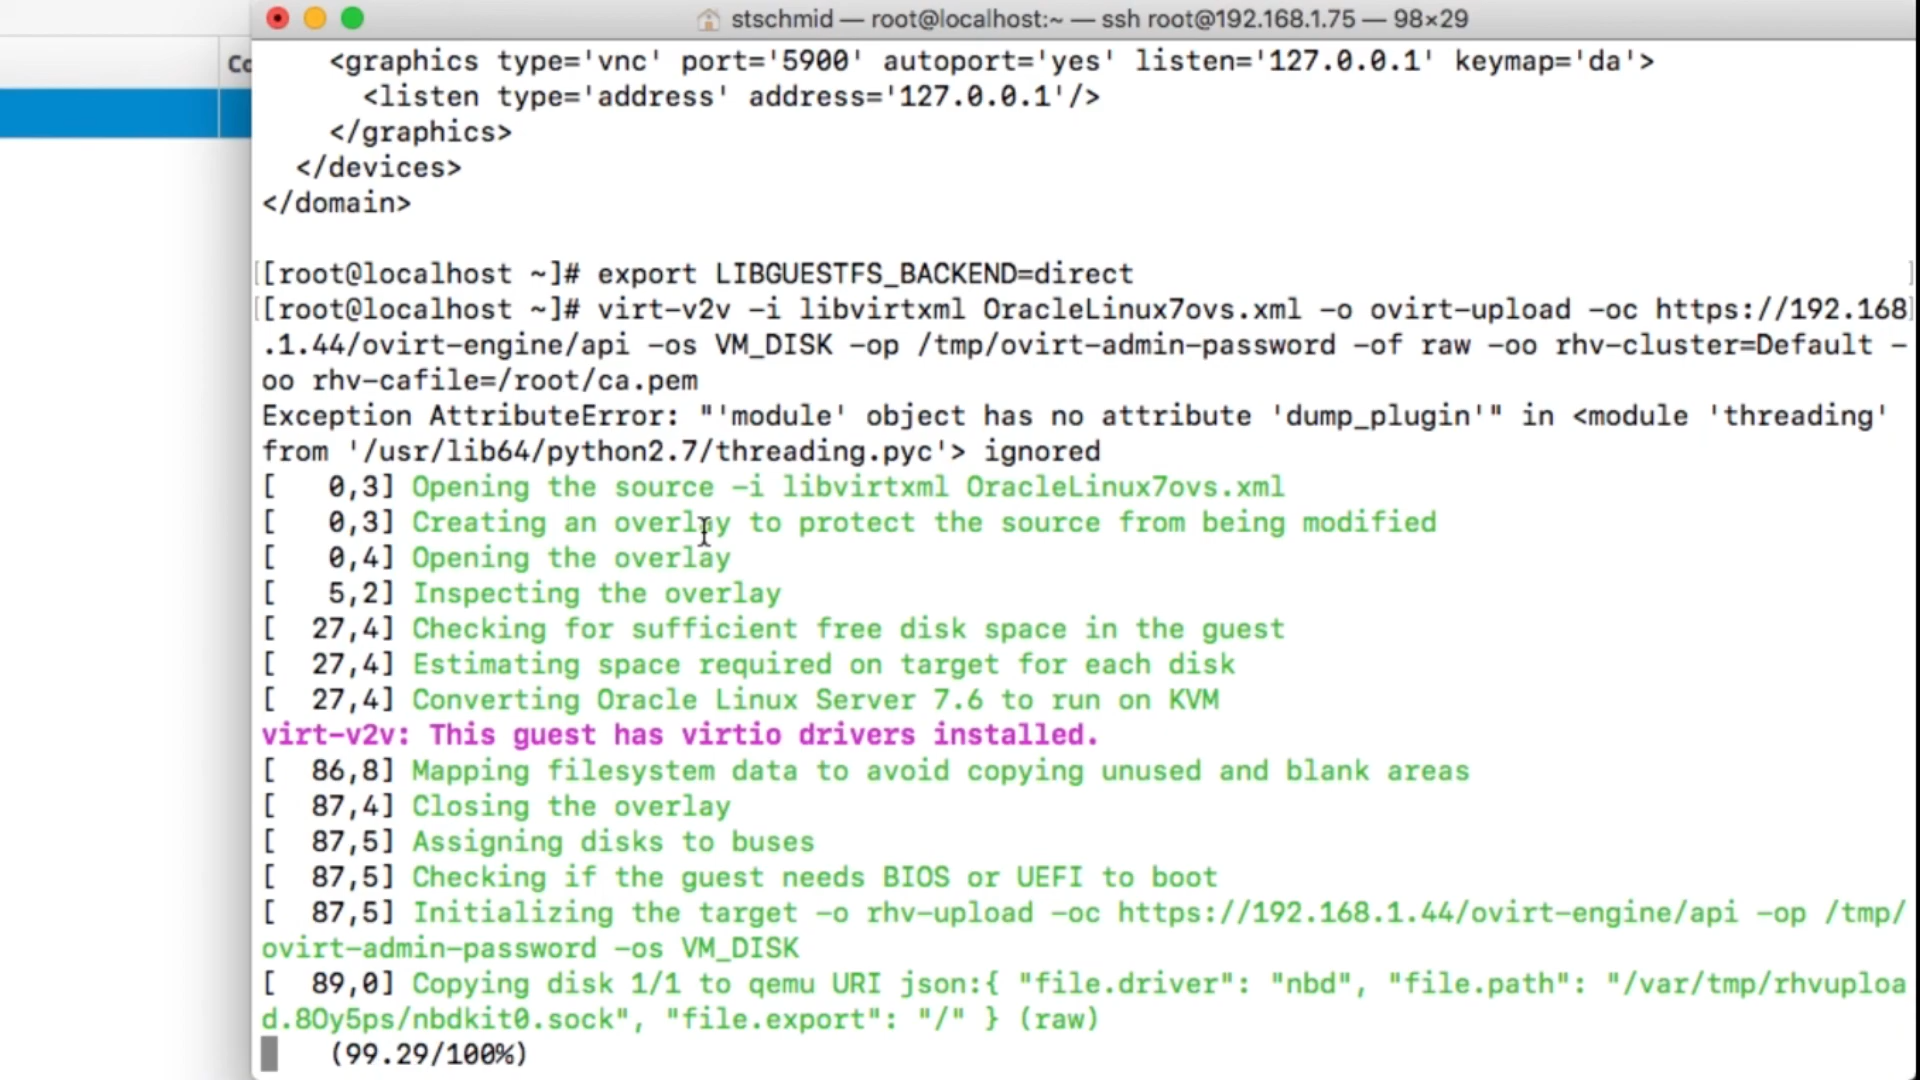 stschmid — root@localhost:~ — ssh root@192.168.1.75 — 98×29
Co
<graphics type='vnc' port='5900' autoport='yes' listen='127.0.0.1' keymap='da'>
<listen type='address' address='127.0.0.1'/>
</graphics>
</devices>
</domain>
[[root@localhost ~]# export LIBGUESTFS_BACKEND=direct ]
[[root@localhost ~]# virt-v2v -i libvirtxml OracleLinux7ovs.xml -o ovirt-upload -oc https://192.168]
.1.44/ovirt-engine/api -os VM_DISK -op /tmp/ovirt-admin-password -of raw -oo rhv-cluster=Default -
oo rhv-cafile=/root/ca.pem
Exception AttributeError: "'module' object has no attribute 'dump_plugin'" in <module 'threading'
from '/usr/lib64/python2.7/threading.pyc'> ignored
[   0,3] Opening the source -i libvirtxml OracleLinux7ovs.xml
[   0,3] Creating an overlay to protect the source from being modified
[   0,4] Opening the overlay
[   5,2] Inspecting the overlay
[  27,4] Checking for sufficient free disk space in the guest
[  27,4] Estimating space required on target for each disk
[  27,4] Converting Oracle Linux Server 7.6 to run on KVM
virt-v2v: This guest has virtio drivers installed.
[  86,8] Mapping filesystem data to avoid copying unused and blank areas
[  87,4] Closing the overlay
[  87,5] Assigning disks to buses
[  87,5] Checking if the guest needs BIOS or UEFI to boot
[  87,5] Initializing the target -o rhv-upload -oc https://192.168.1.44/ovirt-engine/api -op /tmp/
ovirt-admin-password -os VM_DISK
[  89,0] Copying disk 1/1 to qemu URI json:{ "file.driver": "nbd", "file.path": "/var/tmp/rhvuploa
d.8Oy5ps/nbdkit0.sock", "file.export": "/" } (raw)
(99.29/100%)